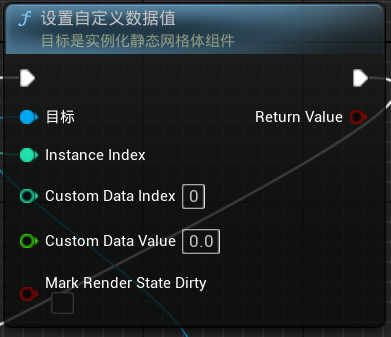 设置自定义数据值
目标是实例化静态网格体组件
目标
Return Value
Instance Index
Custom Data Index 0
Custom Data Value 0.0
Mark Render State Dirty